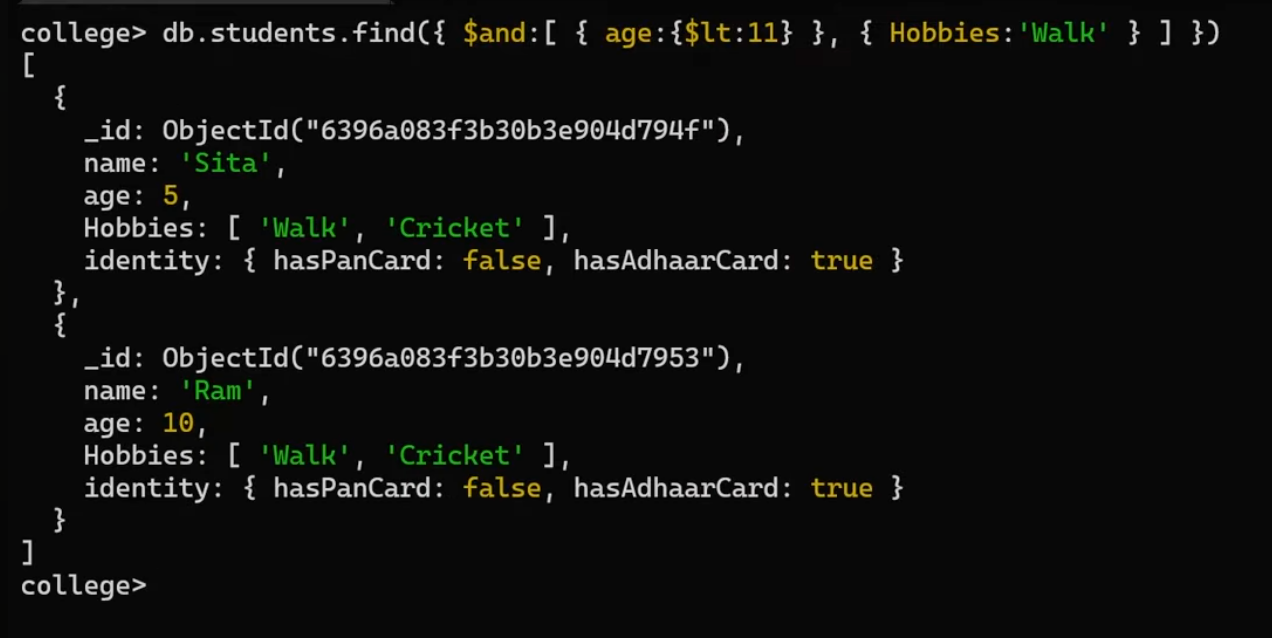 college> db.students.find({ $and:[ { age:{$lt:11} }, { Hobbies:'Walk' } ] })
[
  {
    _id: ObjectId("6396a083f3b30b3e904d794f"),
    name: 'Sita',
    age: 5,
    Hobbies: [ 'Walk', 'Cricket' ],
    identity: { hasPanCard: false, hasAdhaarCard: true }
  },
  {
    _id: ObjectId("6396a083f3b30b3e904d7953"),
    name: 'Ram',
    age: 10,
    Hobbies: [ 'Walk', 'Cricket' ],
    identity: { hasPanCard: false, hasAdhaarCard: true }
  }
]
college>